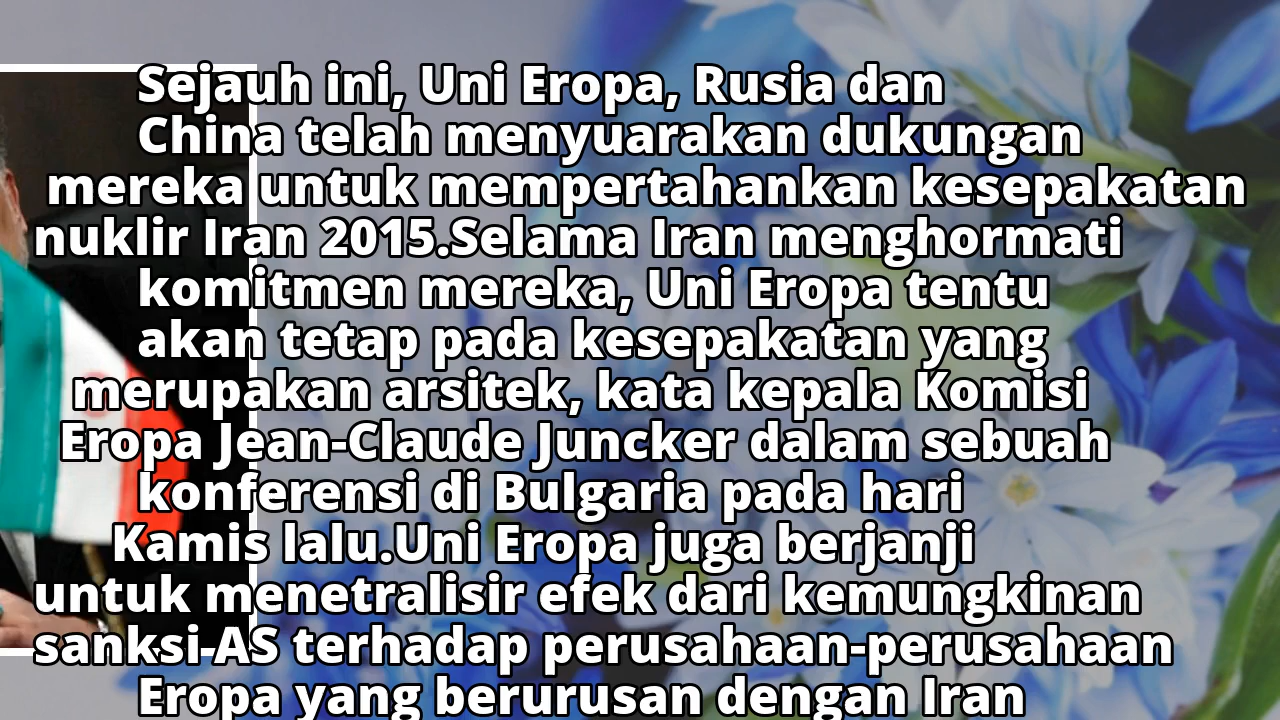 Sejauh ini, Uni Eropa, Rusia dan
China telah menyuarakan dukungan
mereka untuk mempertahankan kesepakatan
nuklir Iran 2015.Selama Iran menghormati
komitmen mereka, Uni Eropa tentu
akan tetap pada kesepakatan yang
merupakan arsitek, kata kepala Komisi
Eropa Jean-Claude Juncker dalam sebuah
konferensi di Bulgaria pada hari
Kamis lalu.Uni Eropa juga berjanji
untuk menetralisir efek dari kemungkinan
sanksi AS terhadap perusahaan-perusahaan
Eropa yang berurusan dengan Iran